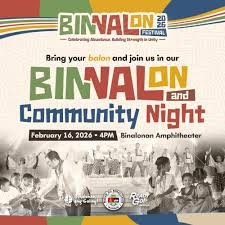 BINNALON
2026
FESTIVAL
Celebrating Abundance, Building Strength in Unity
Bring your balon and join us in our
BINNALON
and
Community Night
February 16, 2026 • 4PM
Binalonan Amphitheater